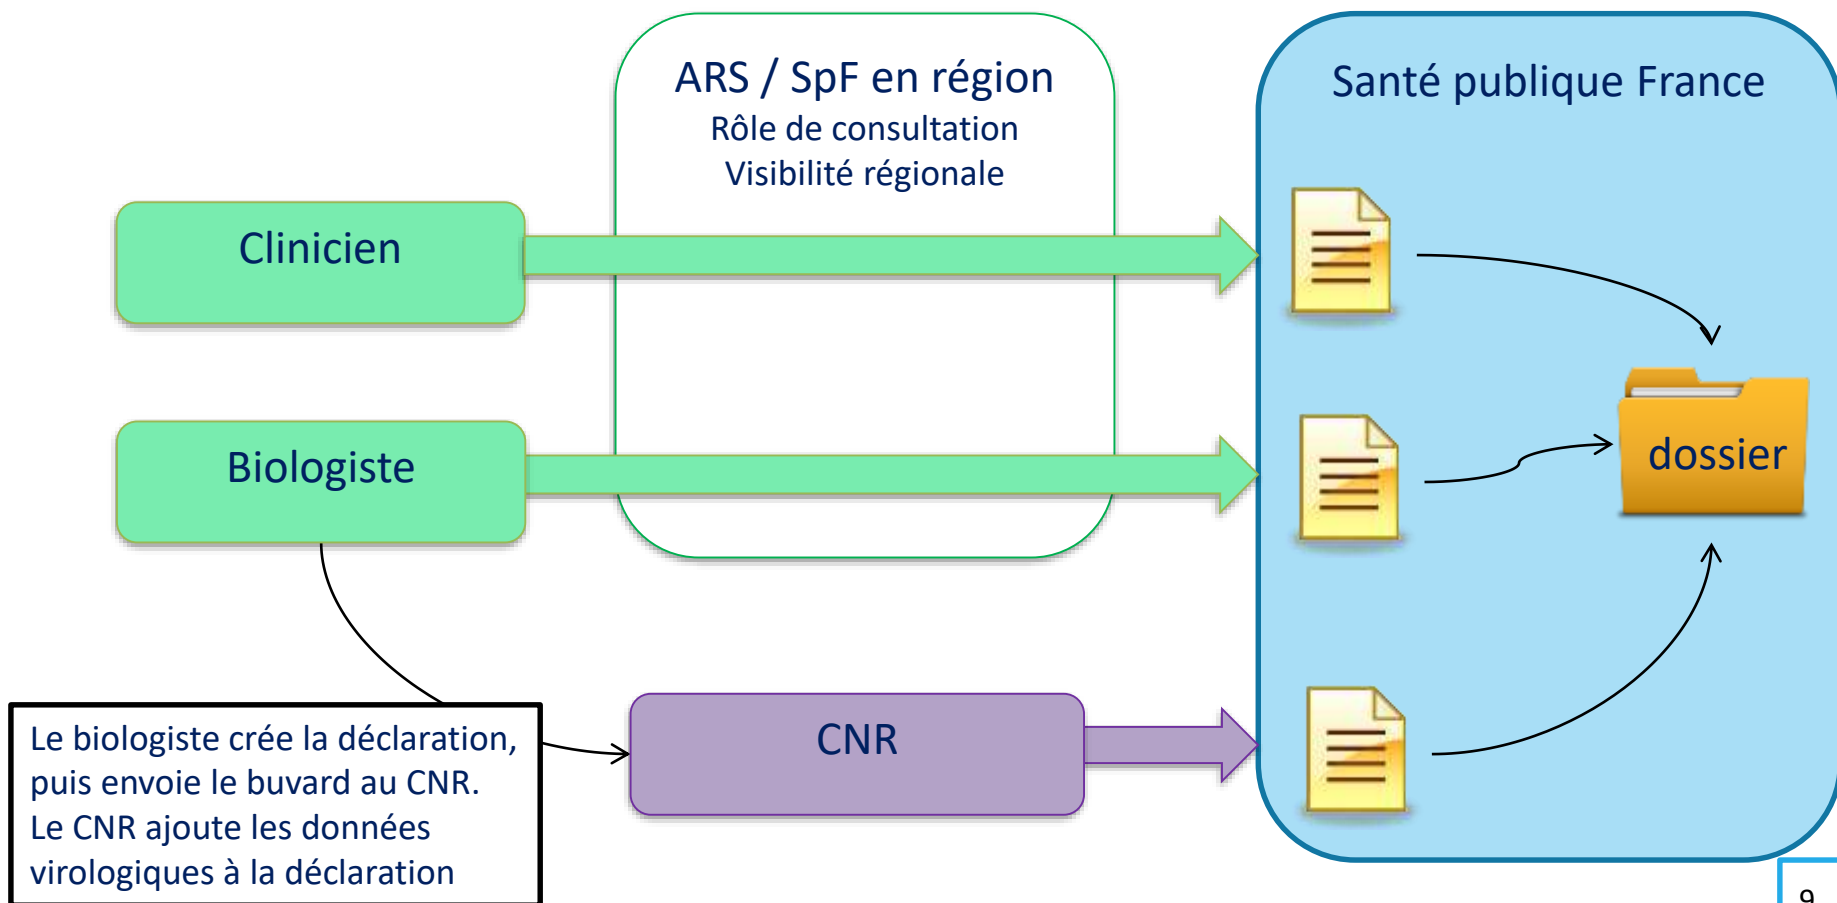 ARS / SpF en région
Rôle de consultation
Visibilité régionale
Santé publique France
Clinicien
Biologiste
dossier
CNR
Le biologiste crée la déclaration,
puis envoie le buvard au CNR.
Le CNR ajoute les données
virologiques à la déclaration
9